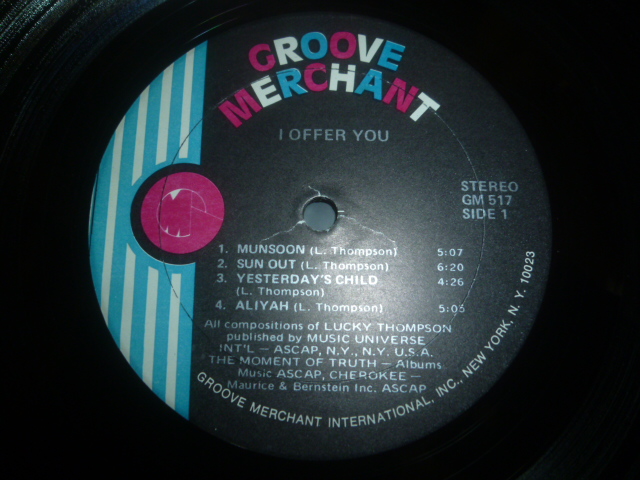 GROOVE
MERCHANT
I OFFER YOU
STEREO
GM 517
SIDE 1
1. MUNSOON (L. Thompson) 5:07
2. SUN OUT (L. Thompson) 6:20
3. YESTERDAY'S CHILD 4:26
(L. Thompson)
4. ALIYAH (L. Thompson) 5:03
All compositions of LUCKY THOMPSON
published by MUSIC UNIVERSE
INT'L — ASCAP, N.Y., N.Y. U.S.A.
THE MOMENT OF TRUTH — Albums
Music ASCAP, CHEROKEE —
Maurice & Bernstein Inc. ASCAP
GROOVE MERCHANT INTERNATIONAL, INC., NEW YORK, N.Y. 10023